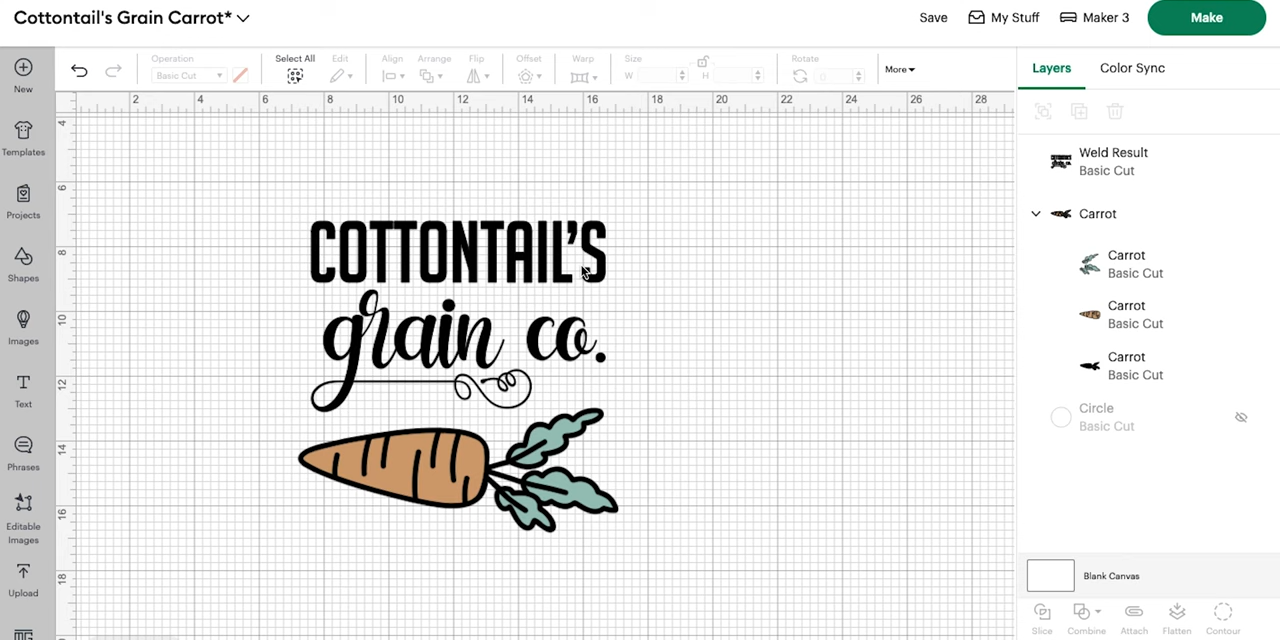 Cottontail's Grain Carrot*
Save
My Stuff
Maker 3
Make
New
Templates
Projects
Shapes
Images
Text
Phrases
Editable
Images
Upload
Operation
Basic Cut
Select All
Edit
Align
Arrange
Flip
Offset
Warp
Size
W
H
Rotate
0
More
2 4 6 8 10 12 14 16 18 20 22 24 26 28
4
6
8
10
12
14
16
18
COTTONTAIL'S
grain co.
Layers
Color Sync
Weld Result
Basic Cut
Carrot
Carrot
Basic Cut
Carrot
Basic Cut
Carrot
Basic Cut
Circle
Basic Cut
Blank Canvas
Slice
Combine
Attach
Flatten
Contour